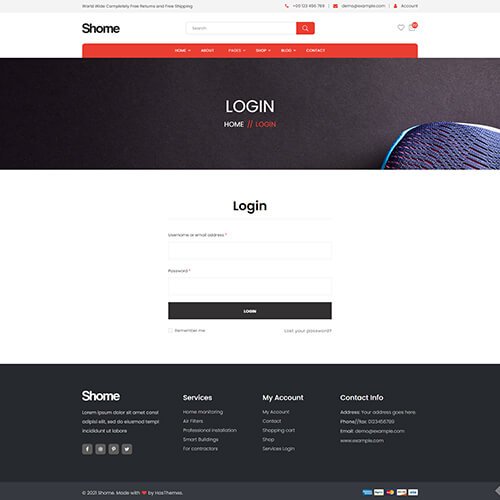 World Wide Completely Free Returns and Free Shipping
+00 123 456 789
demo@example.com
Account
Shome
Search
HOME ABOUT PAGES SHOP BLOG CONTACT
LOGIN
HOME // LOGIN
Login
Username or email address *
Password *
LOGIN
Remember me
Lost your password?
Shome
Lorem ipsum dolor sit amet consl
adipisi elit, sed do eiusmod templ
incididunt ut labore
Services
Home monitoring
Air Filters
Professional installation
Smart Buildings
For contractors
My Account
My Account
Contact
Shopping cart
Shop
Services Login
Contact Info
Address: Your address goes here.
Phone//fax: 0123456789
Email: demo@example.com
www.example.com
© 2021 Shome. Made with ❤ by HasThemes.